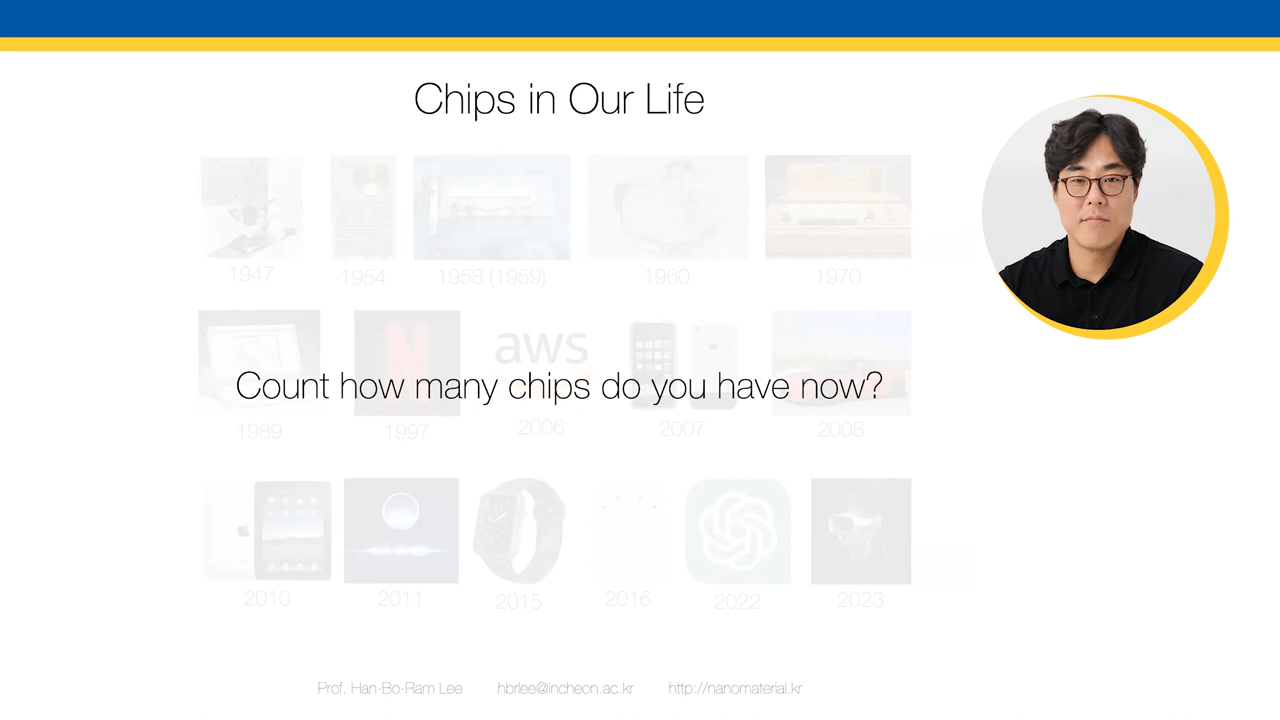 Chips in Our Life
1947 1954 1958 (1959) 1960 1970
aws
Count how many chips do you have now?
1989 1997 2006 2007 2008
2010 2011 2015 2016 2022 2023
Prof. Han-Bo-Ram Lee hbrlee@incheon.ac.kr http://nanomaterial.kr